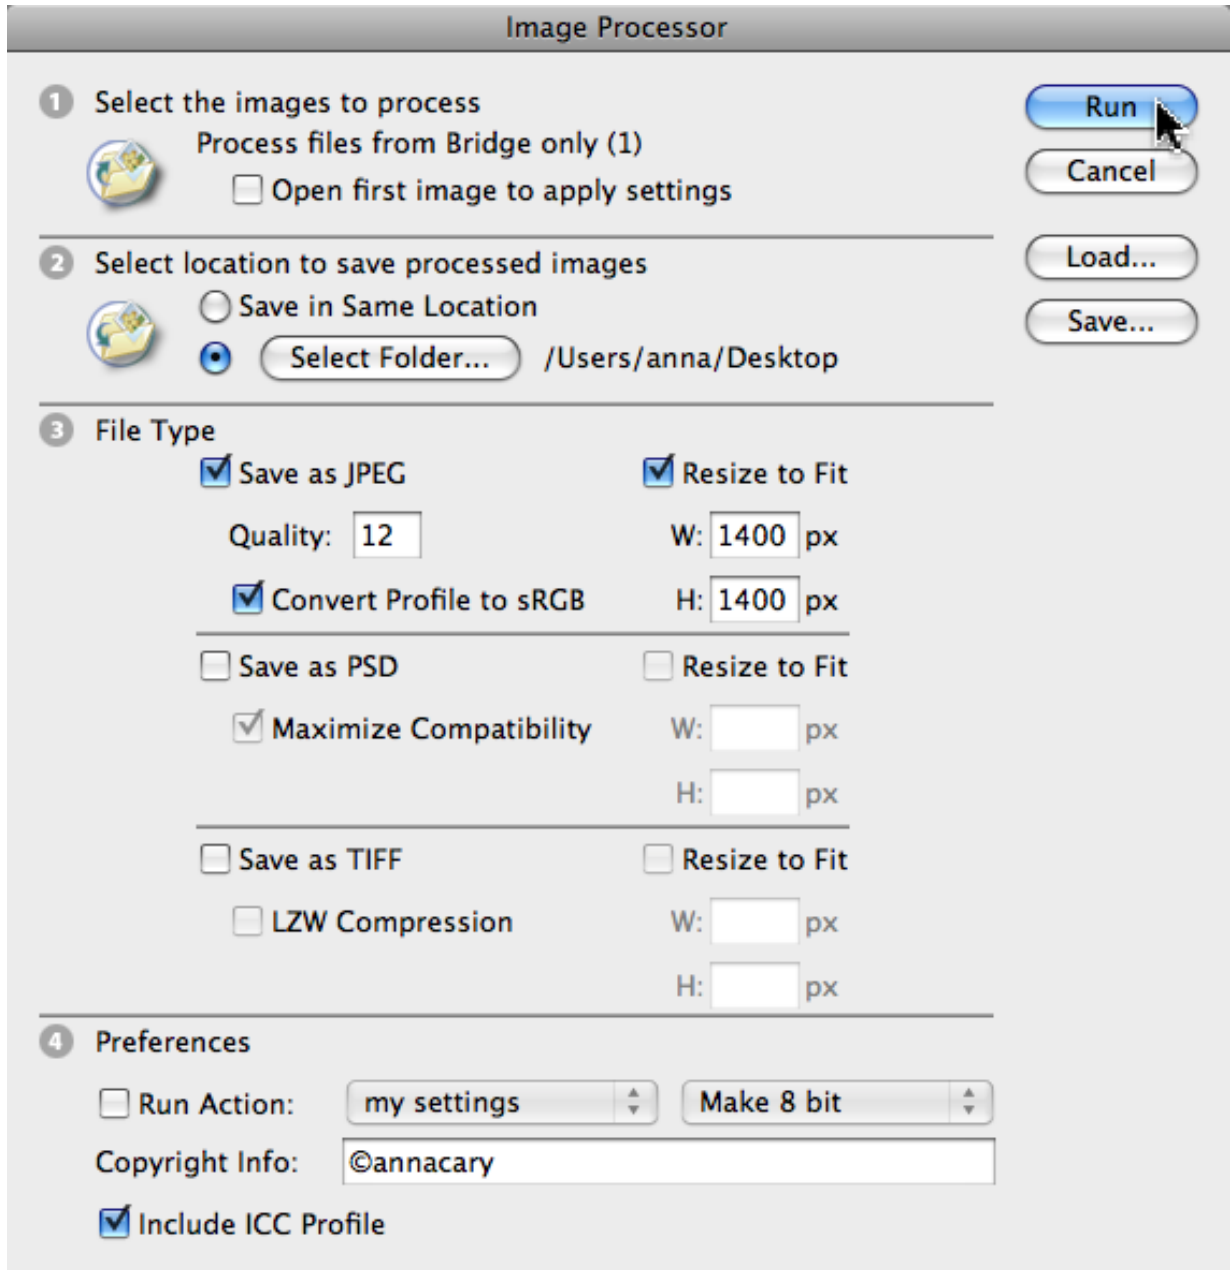 Image Processor
1 Select the images to process
Run
Process files from Bridge only (1)
Open first image to apply settings
Cancel
2 Select location to save processed images
Load...
Save in Same Location
Save...
Select Folder... /Users/anna/Desktop
3 File Type
Save as JPEG Resize to Fit
Quality: 12 W: 1400 px
Convert Profile to sRGB H: 1400 px
Save as PSD Resize to Fit
Maximize Compatibility W: px
H: px
Save as TIFF Resize to Fit
LZW Compression W: px
H: px
4 Preferences
Run Action: my settings Make 8 bit
Copyright Info: ©annacary
Include ICC Profile